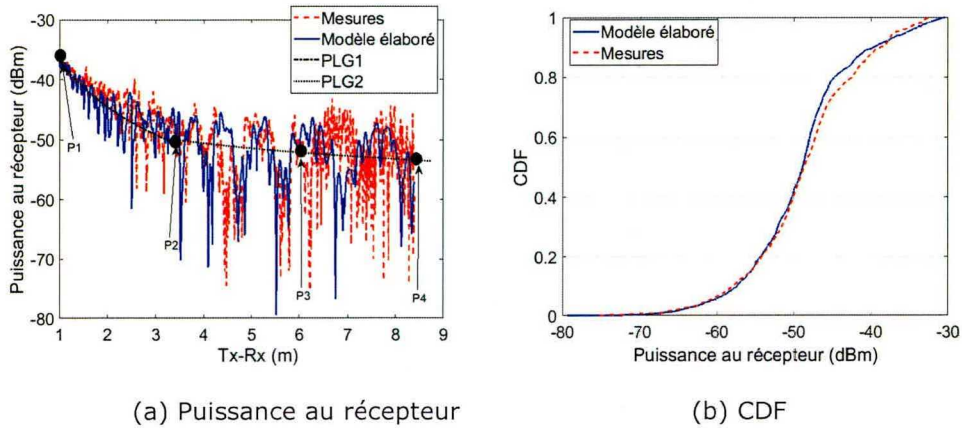 -30
-40
-50
-60
-70
-80
Puissance au récepteur (dBm)
1 2 3 4 5 6 7 8 9
Tx-Rx (m)
Mesures
Modèle élaboré
PLG1
PLG2
P1
P2
P3
P4
(a) Puissance au récepteur
1
0.8
0.6
0.4
0.2
0
CDF
-80 -70 -60 -50 -40 -30
Puissance au récepteur (dBm)
Modèle élaboré
Mesures
(b) CDF